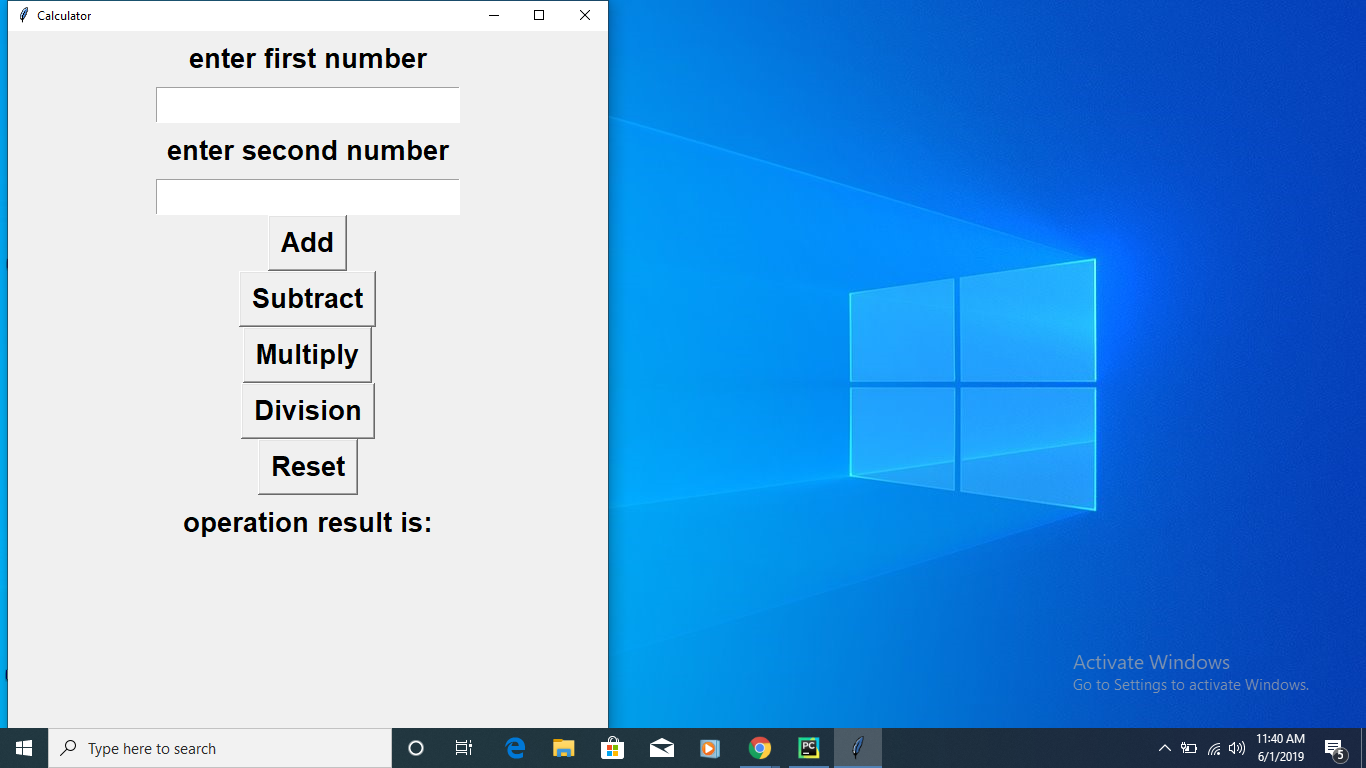 Calculator
enter first number
enter second number
Add
Subtract
Multiply
Division
Reset
operation result is:
Activate Windows
Go to Settings to activate Windows.
Type here to search
PC
11:40 AM
6/1/2019
5